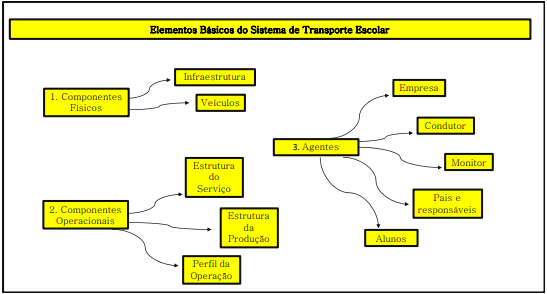 Elementos Básicos do Sistema de Transporte Escolar
1. Componentes
Físicos
Infraestrutura
Veículos
2. Componentes
Operacionais
Estrutura
do
Serviço
Estrutura
da
Produção
Perfil da
Operação
3. Agentes
Empresa
Condutor
Monitor
Pais e
responsáveis
Alunos